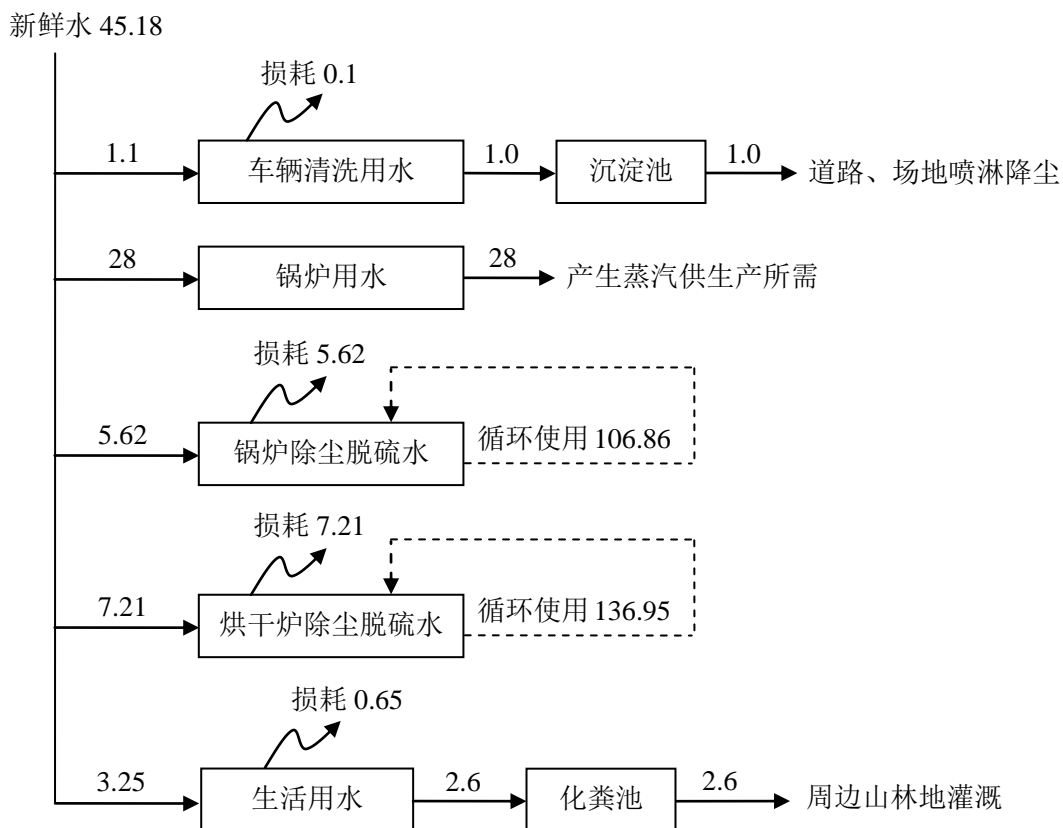 新鲜水 45.18
损耗 0.1
1.1
车辆清洗用水
1.0
沉淀池
1.0
道路、场地喷淋降尘
28
锅炉用水
28
产生蒸汽供生产所需
损耗 5.62
5.62
锅炉除尘脱硫水
循环使用 106.86
损耗 7.21
7.21
烘干炉除尘脱硫水
循环使用 136.95
损耗 0.65
3.25
生活用水
2.6
化粪池
2.6
周边山林地灌溉